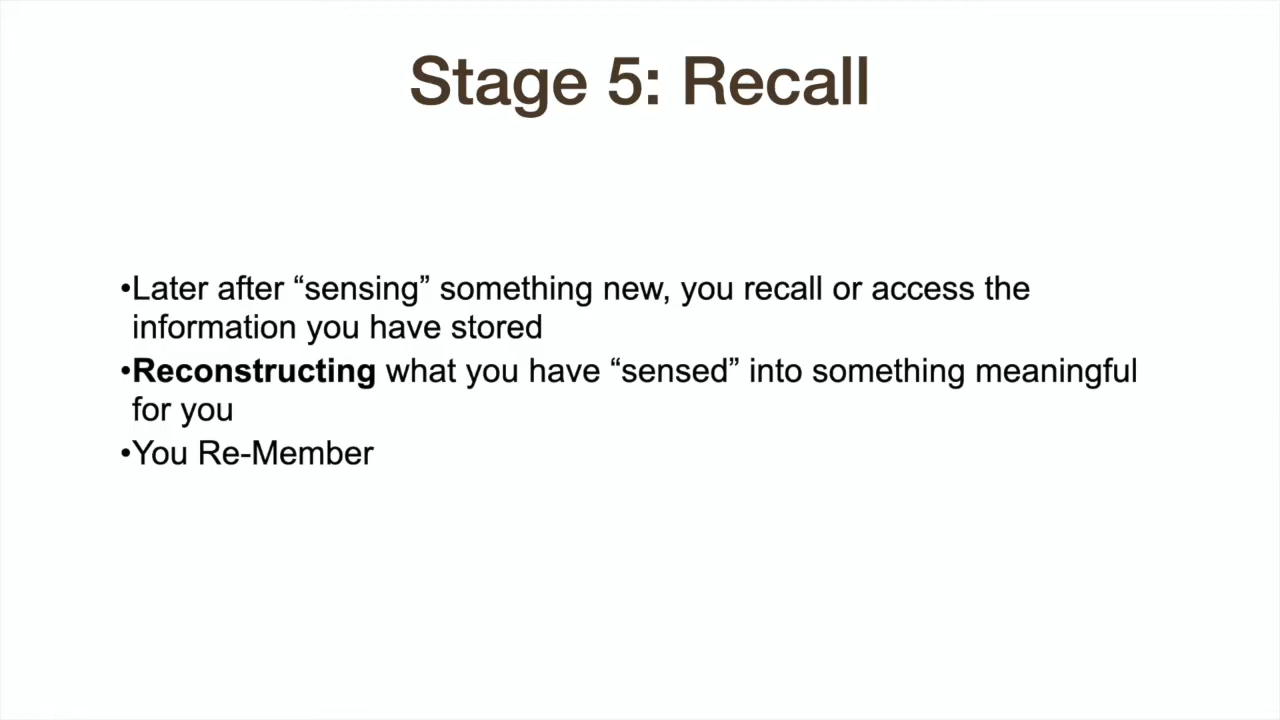 Stage 5: Recall
•Later after “sensing” something new, you recall or access the
information you have stored
•Reconstructing what you have “sensed” into something meaningful
for you
•You Re-Member